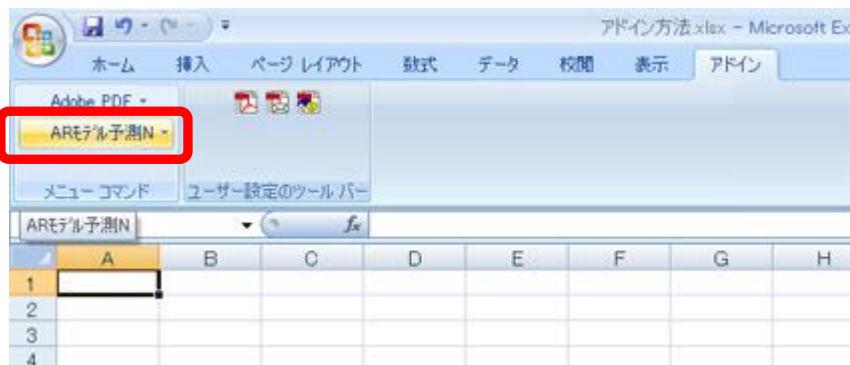 アドイン方法.xlsx - Microsoft Ex
ホーム 挿入 ページ レイアウト 数式 データ 校閲 表示 アドイン
Adobe PDF
ARモデル予測N
メニュー コマンド ユーザー設定のツール バー
ARモデル予測N fx
A B C D E F G H
1
2
3
4